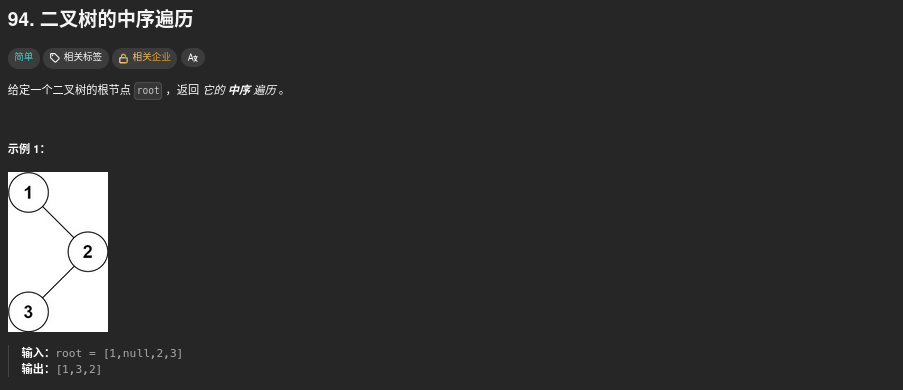 94. 二叉树的中序遍历
简单 相关标签 相关企业 Aあ
给定一个二叉树的根节点 root ，返回 它的 中序 遍历 。
示例 1：
1
2
3
输入：root = [1,null,2,3]
输出：[1,3,2]